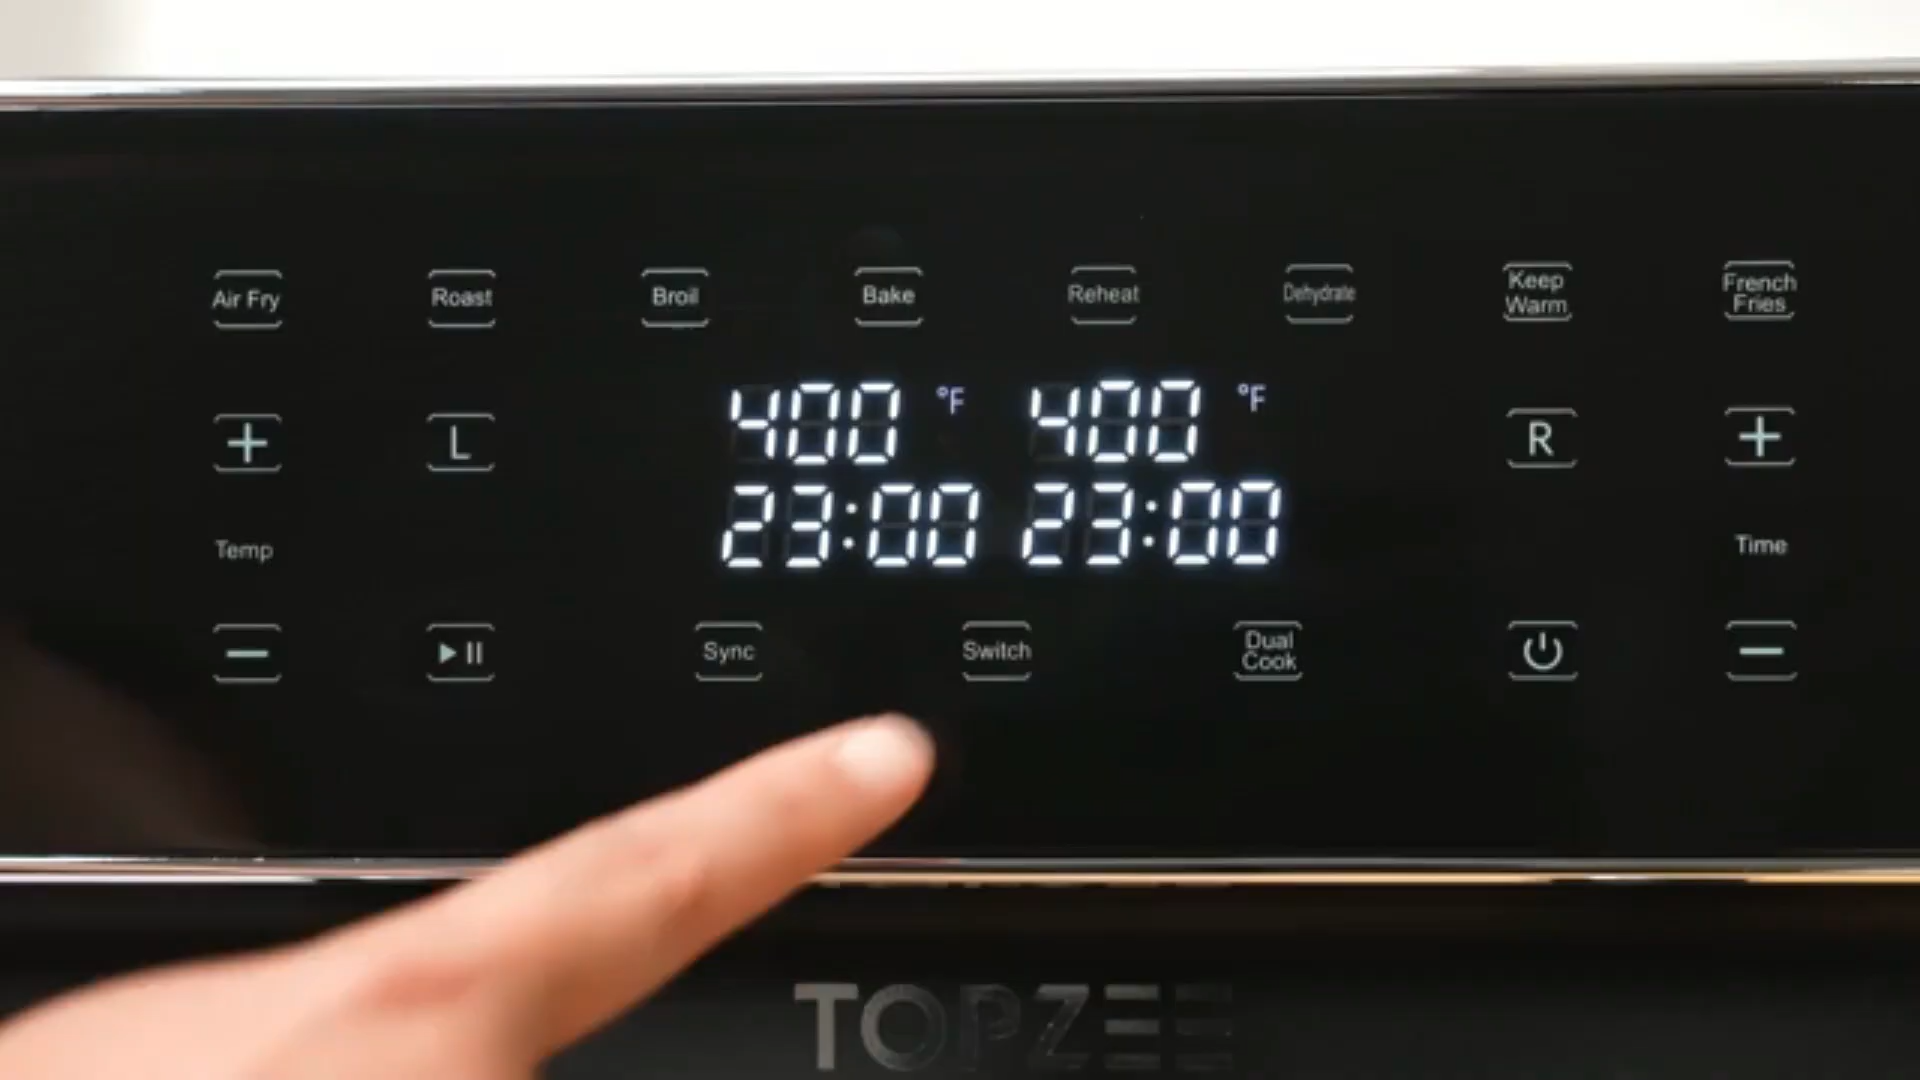 Air Fry
Roast
Broil
Bake
Reheat
Dehydrate
Keep
Warm
French
Fries
+
L
400 °F
400 °F
R
+
Temp
23:00
23:00
Time
−
Sync
Switch
Dual
Cook
−
TOPZEE